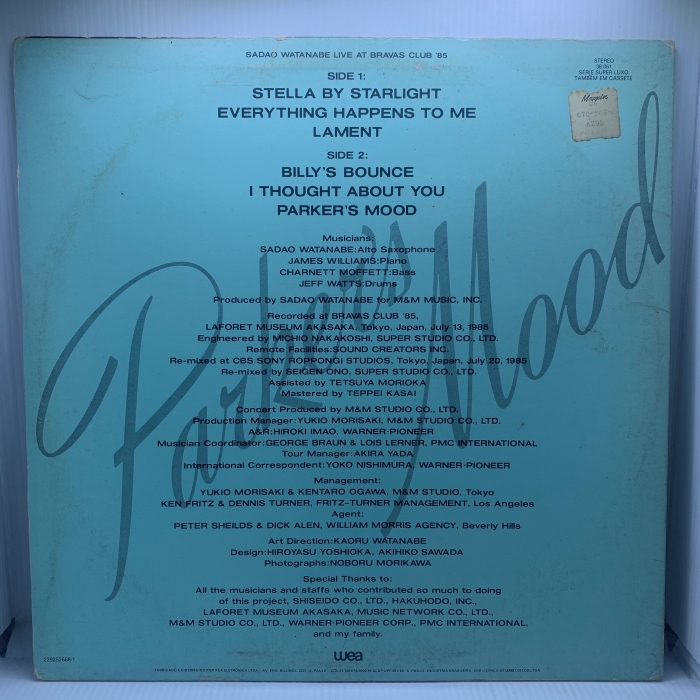 SADAO WATANABE LIVE AT BRAVAS CLUB '85
STEREO
38.061
SERIE SUPER LUXO
TAMBÉM EM CASSETE
SIDE 1:
STELLA BY STARLIGHT
EVERYTHING HAPPENS TO ME
LAMENT
Mappin
SIDE 2:
BILLY'S BOUNCE
I THOUGHT ABOUT YOU
PARKER'S MOOD
Parker's Mood
Musicians:
SADAO WATANABE:Alto Saxophone
JAMES WILLIAMS:Piano
CHARNETT MOFFETT:Bass
JEFF WATTS:Drums
Produced by SADAO WATANABE for M&M MUSIC, INC.
Recorded at BRAVAS CLUB '85,
LAFORET MUSEUM AKASAKA, Tokyo, Japan, July 13, 1985
Engineered by MICHIO NAKAKOSHI, SUPER STUDIO CO., LTD.
Remote Facilities:SOUND CREATORS INC.
Re-mixed at CBS SONY ROPPONGI STUDIOS, Tokyo, Japan, July 20, 1985
Re-mixed by SEIGEN ONO, SUPER STUDIO CO., LTD.
Assisted by TETSUYA MORIOKA
Mastered by TEPPEI KASAI
Concert Produced by M&M STUDIO CO., LTD.
Production Manager:YUKIO MORISAKI, M&M STUDIO CO., LTD.
A&R:HIROKI IMAO, WARNER-PIONEER
Musician Coordinator:GEORGE BRAUN & LOIS LERNER, PMC INTERNATIONAL
Tour Manager:AKIRA YADA
International Correspondent:YOKO NISHIMURA, WARNER-PIONEER
Management:
YUKIO MORISAKI & KENTARO OGAWA, M&M STUDIO, Tokyo
KEN FRITZ & DENNIS TURNER, FRITZ-TURNER MANAGEMENT, Los Angeles
Agent:
PETER SHEILDS & DICK ALEN, WILLIAM MORRIS AGENCY, Beverly Hills
Art Direction:KAORU WATANABE
Design:HIROYASU YOSHIOKA, AKIHIKO SAWADA
Photographs:NOBORU MORIKAWA
Special Thanks to:
All the musicians and staffs who contributed so much to doing
of this project, SHISEIDO CO., LTD., HAKUHODO, INC.,
LAFORET MUSEUM AKASAKA, MUSIC NETWORK CO., LTD.,
M&M STUDIO CO., LTD., WARNER-PIONEER CORP., PMC INTERNATIONAL,
and my family.
wea